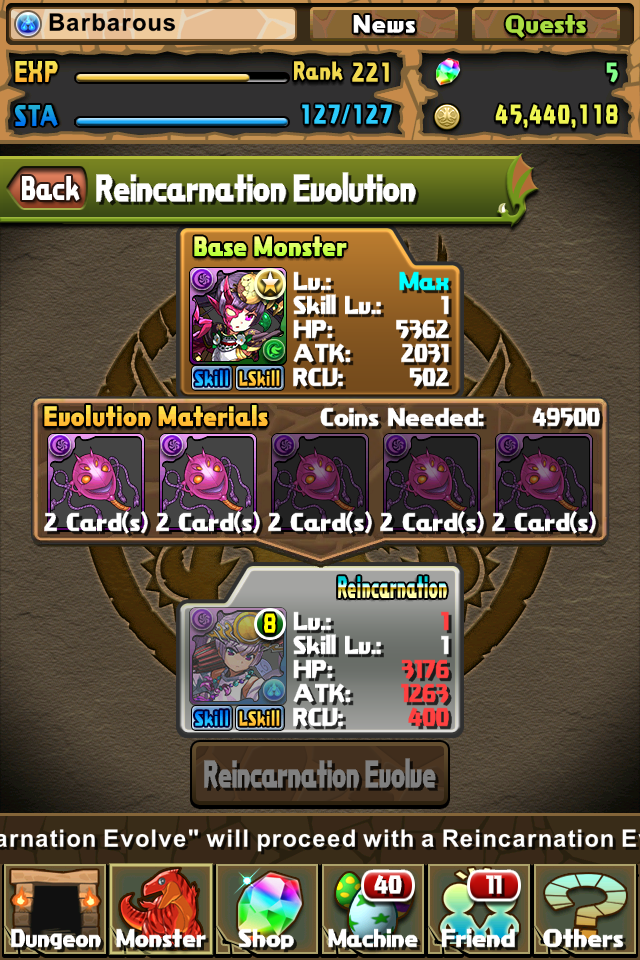 Barbarous News Quests
EXP Rank 221 5
STA 127/127 45,440,118
Back Reincarnation Evolution
Base Monster
Lv.: Max
Skill Lv.: 1
HP: 5362
ATK: 2031
RCU: 502
Skill LSkill
Evolution Materials Coins Needed: 49500
2 Card(s) 2 Card(s) 2 Card(s) 2 Card(s) 2 Card(s)
Reincarnation
8
Lv.: 1
Skill Lv.: 1
HP: 3176
ATK: 1263
RCU: 400
Skill LSkill
Reincarnation Evolve
arnation Evolve" will proceed with a Reincarnation E
40 11
Dungeon Monster Shop Machine Friend Others